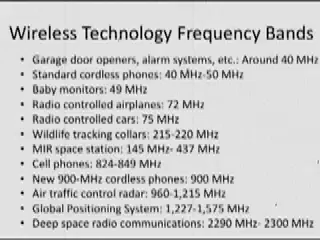 Wireless Technology Frequency Bands
• Garage door openers, alarm systems, etc.: Around 40 MHz
• Standard cordless phones: 40 MHz-50 MHz
• Baby monitors: 49 MHz
• Radio controlled airplanes: 72 MHz
• Radio controlled cars: 75 MHz
• Wildlife tracking collars: 215-220 MHz
• MIR space station: 145 MHz- 437 MHz
• Cell phones: 824-849 MHz
• New 900-MHz cordless phones: 900 MHz
• Air traffic control radar: 960-1,215 MHz
• Global Positioning System: 1,227-1,575 MHz
• Deep space radio communications: 2290 MHz- 2300 MHz